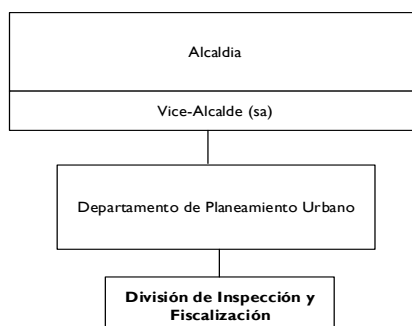 Alcaldia
Vice-Alcalde (sa)
Departamento de Planeamiento Urbano
División de Inspección y
Fiscalización